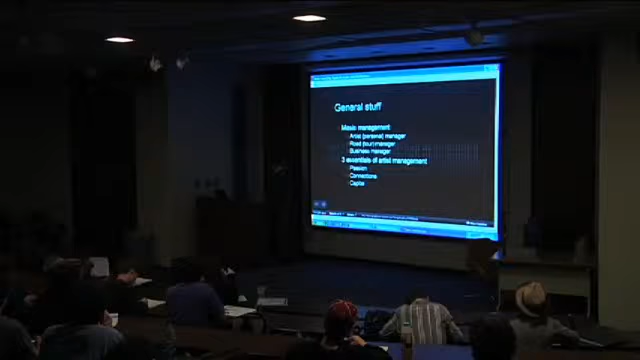 General stuff
Music management
Artist (personal) manager
Road (tour) manager
Business manager
3 essentials of artist management
Passion
Connections
Capital